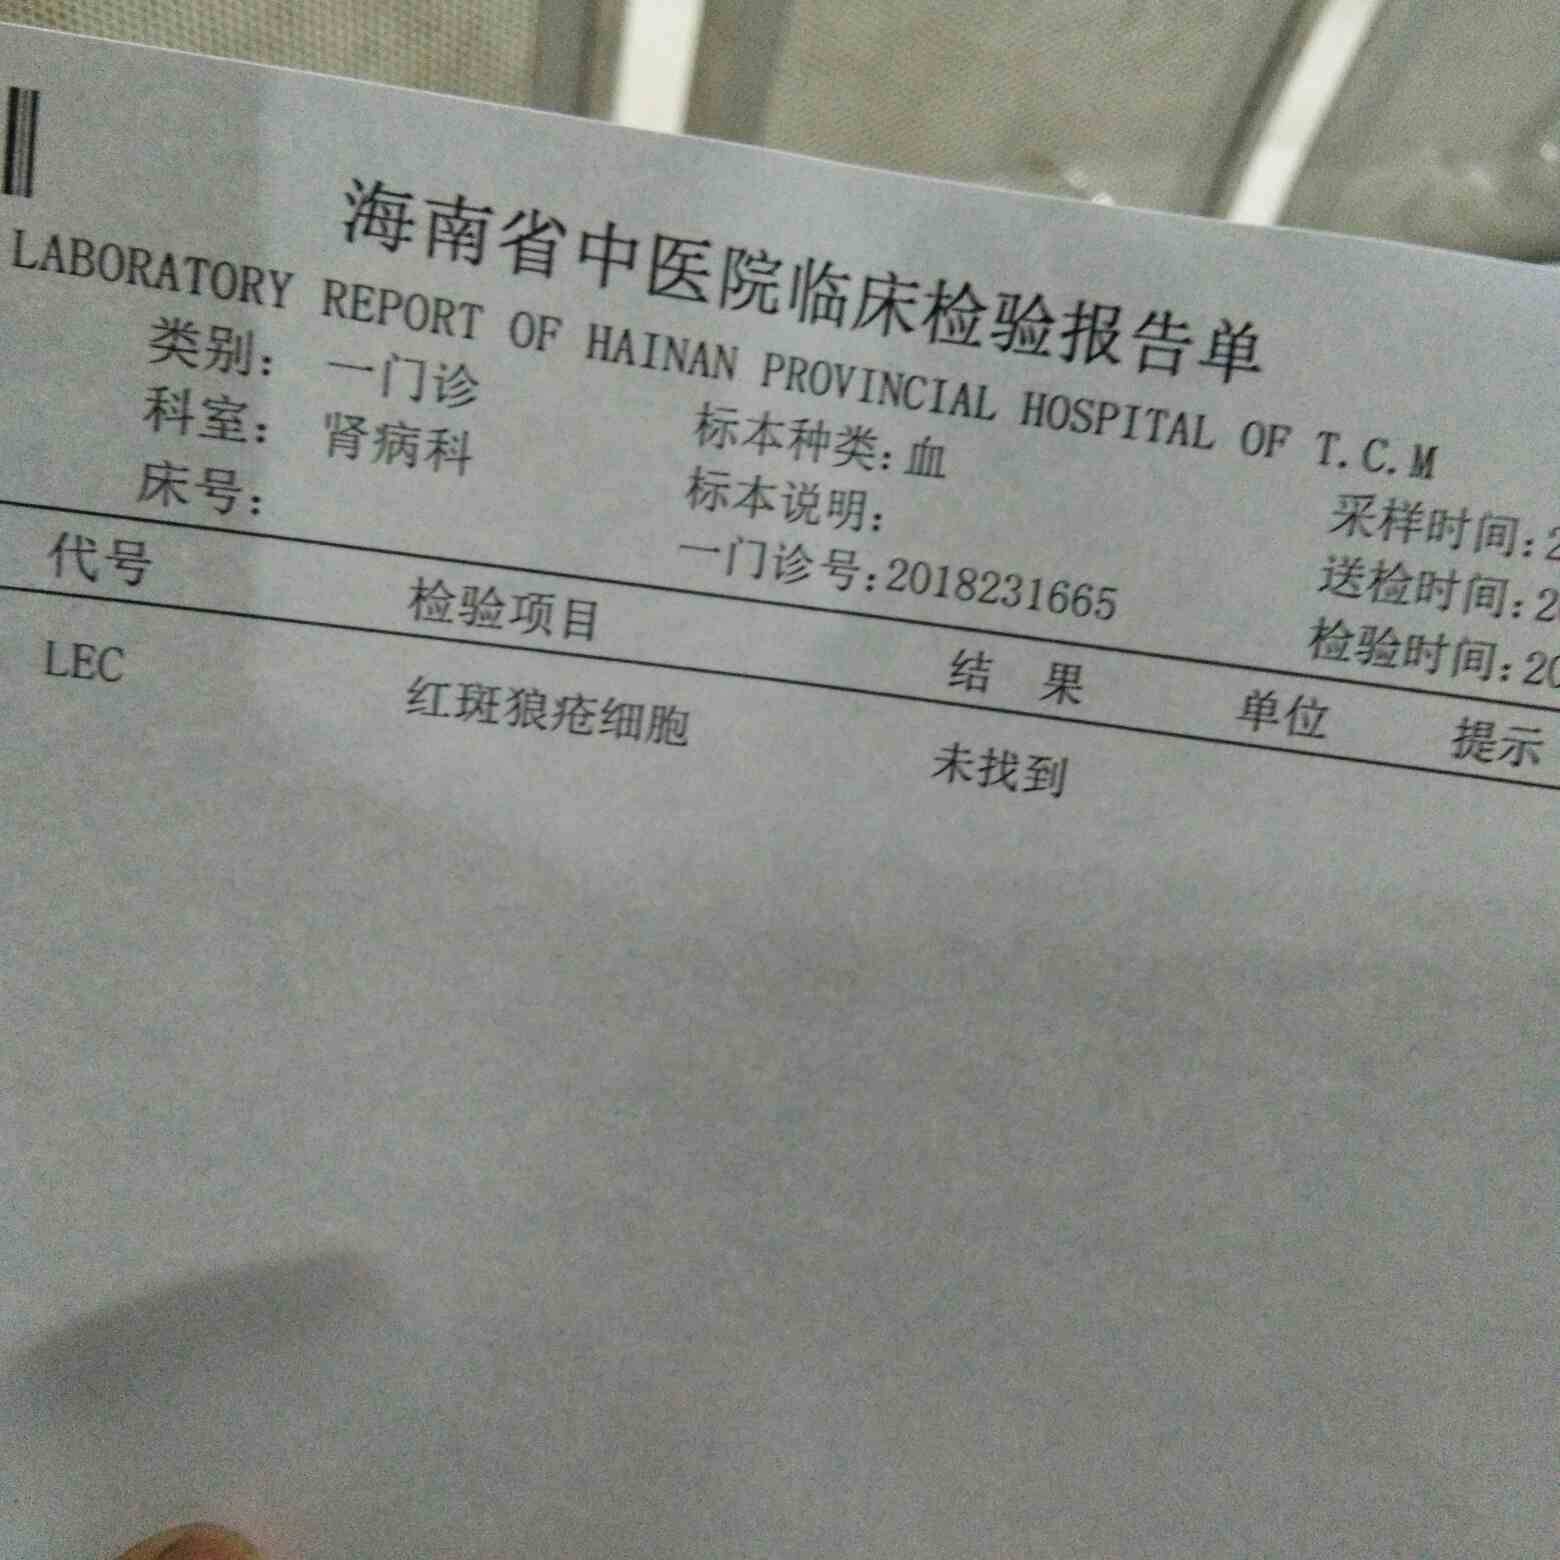 海南省中医院临床检验报告单
LABORATORY REPORT OF HAINAN PROVINCIAL HOSPITAL OF T.C.M
类别: 一门诊 标本种类:血 采样时间:2
科室: 肾病科 标本说明: 送检时间:2
床号: 一门诊号:2018231665 检验时间:20
代号 检验项目 结 果 单位 提示
LEC 红斑狼疮细胞 未找到